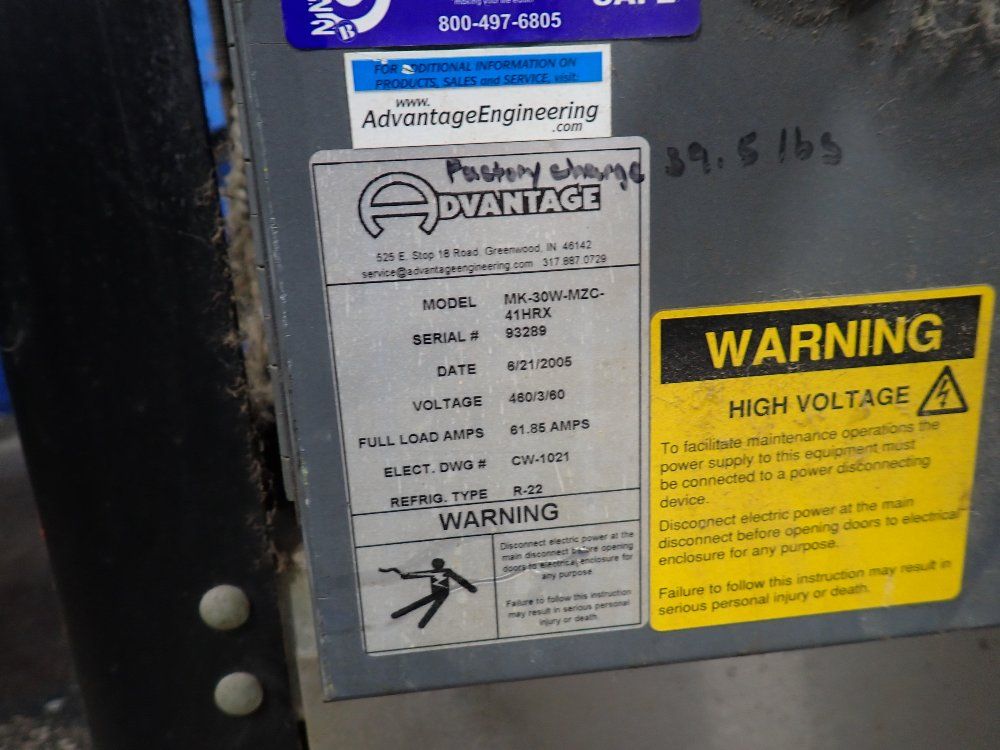 making your life easier
SAFE
800-497-6805
FOR ADDITIONAL INFORMATION ON
PRODUCTS, SALES and SERVICE, visit:
www.
AdvantageEngineering
.com
Factory charge 39.5 lbs
ADVANTAGE
525 E. Stop 18 Road Greenwood, IN 46142
service@advantageengineering.com 317.887.0729
MODEL MK-30W-MZC-
41HRX
SERIAL # 93289
DATE 6/21/2005
VOLTAGE 460/3/60
FULL LOAD AMPS 61.85 AMPS
ELECT. DWG # CW-1021
REFRIG. TYPE R-22
WARNING
Disconnect electric power at the
main disconnect before opening
doors to electrical enclosure for
any purpose.
Failure to follow this instruction
may result in serious personal
injury or death.
WARNING
HIGH VOLTAGE
To facilitate maintenance operations the
power supply to this equipment must
be connected to a power disconnecting
device.
Disconnect electric power at the main
disconnect before opening doors to electrical
enclosure for any purpose.
Failure to follow this instruction may result in
serious personal injury or death.